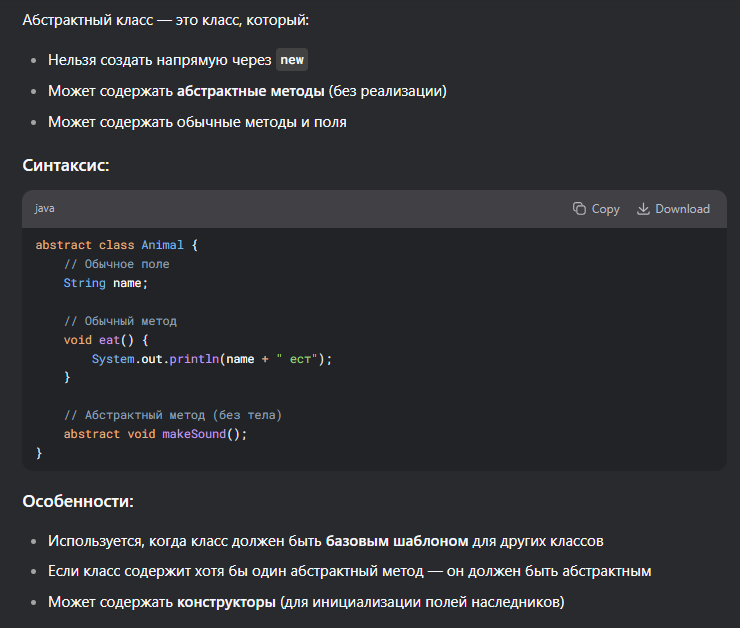 Абстрактный класс — это класс, который:
• Нельзя создать напрямую через new
• Может содержать абстрактные методы (без реализации)
• Может содержать обычные методы и поля
Синтаксис:
java Copy Download
abstract class Animal {
    // Обычное поле
    String name;

    // Обычный метод
    void eat() {
        System.out.println(name + " ест");
    }

    // Абстрактный метод (без тела)
    abstract void makeSound();
}
Особенности:
• Используется, когда класс должен быть базовым шаблоном для других классов
• Если класс содержит хотя бы один абстрактный метод — он должен быть абстрактным
• Может содержать конструкторы (для инициализации полей наследников)